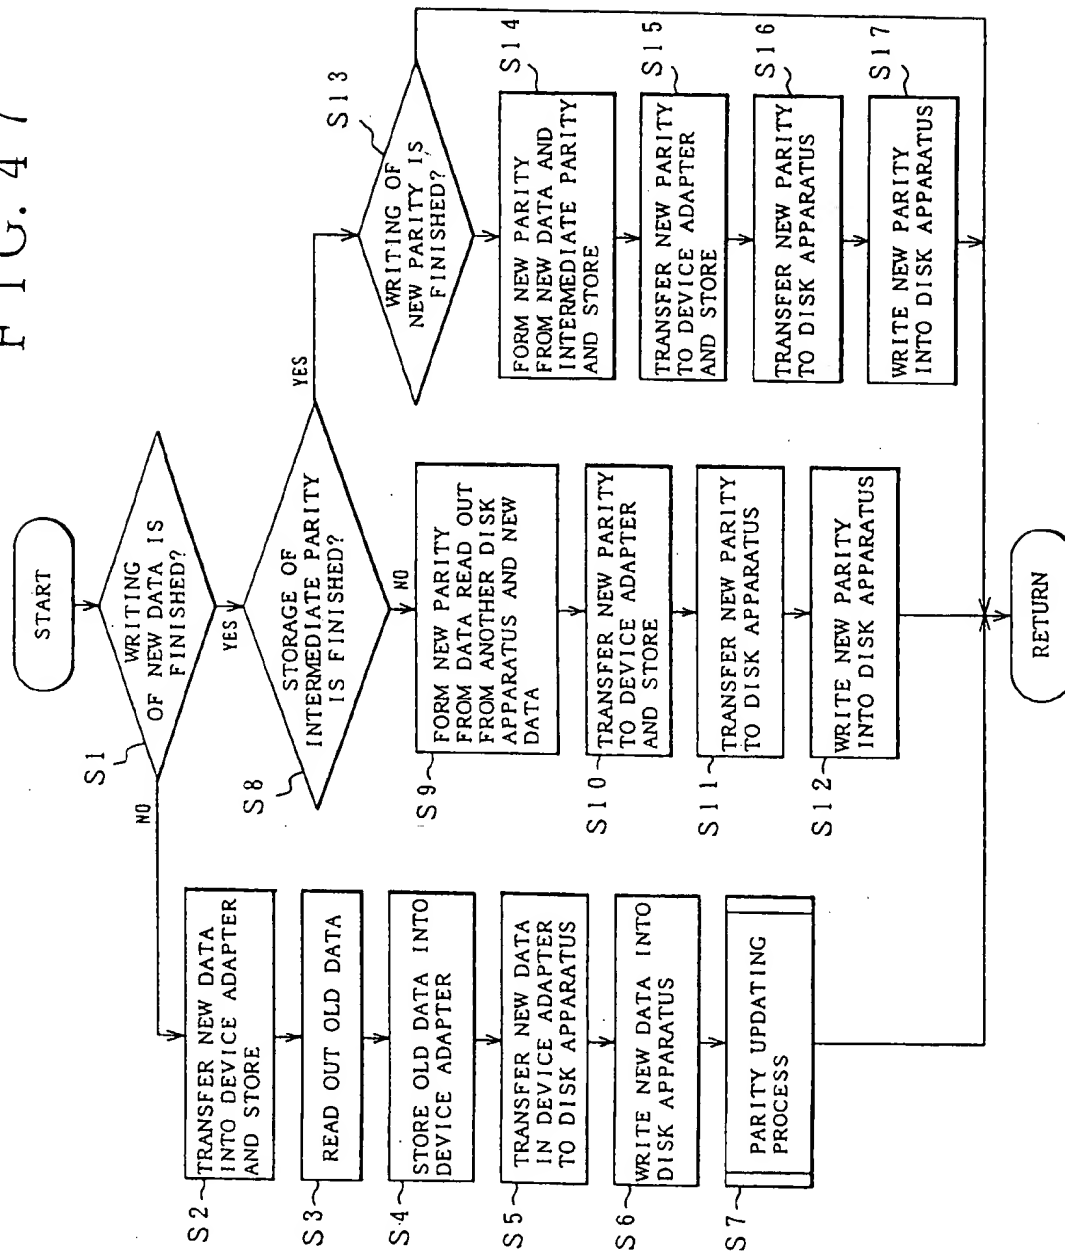 FIG. 47
START
S1
WRITING
OF NEW DATA IS
FINISHED?
NO
YES
S2
TRANSFER NEW DATA
INTO DEVICE ADAPTER
AND STORE
S3
READ OUT OLD DATA
S4
STORE OLD DATA INTO
DEVICE ADAPTER
S5
TRANSFER NEW DATA
IN DEVICE ADAPTER
TO DISK APPARATUS
S6
WRITE NEW DATA INTO
DISK APPARATUS
S7
PARITY UPDATING
PROCESS
S8
STORAGE OF
INTERMEDIATE PARITY
IS FINISHED?
YES
NO
S9
FORM NEW PARITY
FROM DATA READ OUT
FROM ANOTHER DISK
APPARATUS AND NEW
DATA
S10
TRANSFER NEW PARITY
TO DEVICE ADAPTER
AND STORE
S11
TRANSFER NEW PARITY
TO DISK APPARATUS
S12
WRITE NEW PARITY
INTO DISK APPARATUS
S13
WRITING OF
NEW PARITY IS
FINISHED?
S14
FORM NEW PARITY
FROM NEW DATA AND
INTERMEDIATE PARITY
AND STORE
S15
TRANSFER NEW PARITY
TO DEVICE ADAPTER
AND STORE
S16
TRANSFER NEW PARITY
TO DISK APPARATUS
S17
WRITE NEW PARITY
INTO DISK APPARATUS
RETURN